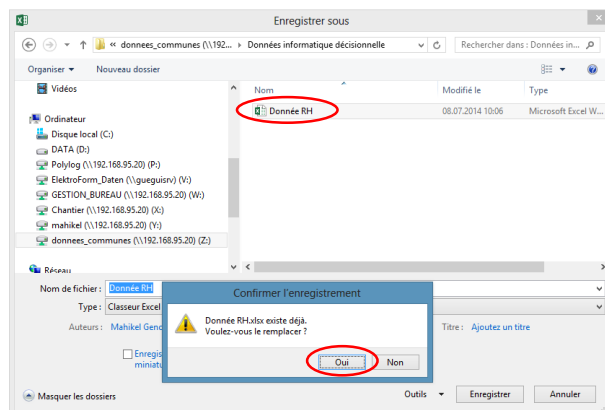 Enregistrer sous
« donnees_communes (\\192... ▸ Données informatique décisionnelle
Rechercher dans : Données in...
Organiser
Nouveau dossier
Vidéos
Nom
Modifié le
Type
Donnée RH
08.07.2014 10:06
Microsoft Excel W...
Ordinateur
Disque local (C:)
DATA (D:)
Polylog (\\192.168.95.20) (P:)
ElektroForm_Daten (\\gueguisrv) (V:)
GESTION_BUREAU (\\192.168.95.20) (W:)
Chantier (\\192.168.95.20) (X:)
mahikel (\\192.168.95.20) (Y:)
donnees_communes (\\192.168.95.20) (Z:)
Réseau
Nom de fichier : Donnée RH
Type : Classeur Excel
Auteurs : Mahikel Gend
Titre : Ajoutez un titre
Enregis
miniatu
Confirmer l'enregistrement
Donnée RH.xlsx existe déjà.
Voulez-vous le remplacer ?
Oui
Non
Masquer les dossiers
Outils
Enregistrer
Annuler